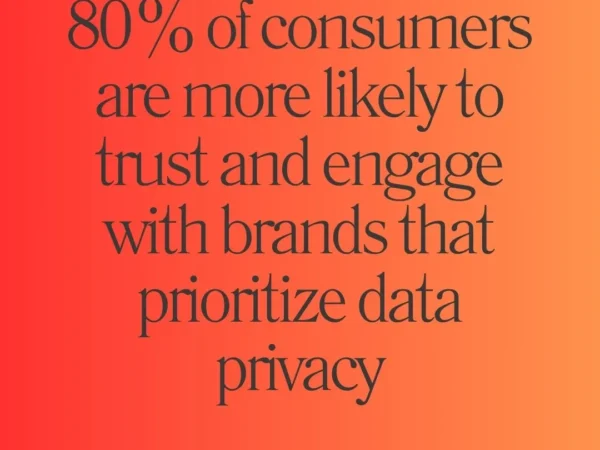 80% of consumers
are more likely to
trust and engage
with brands that
prioritize data
privacy